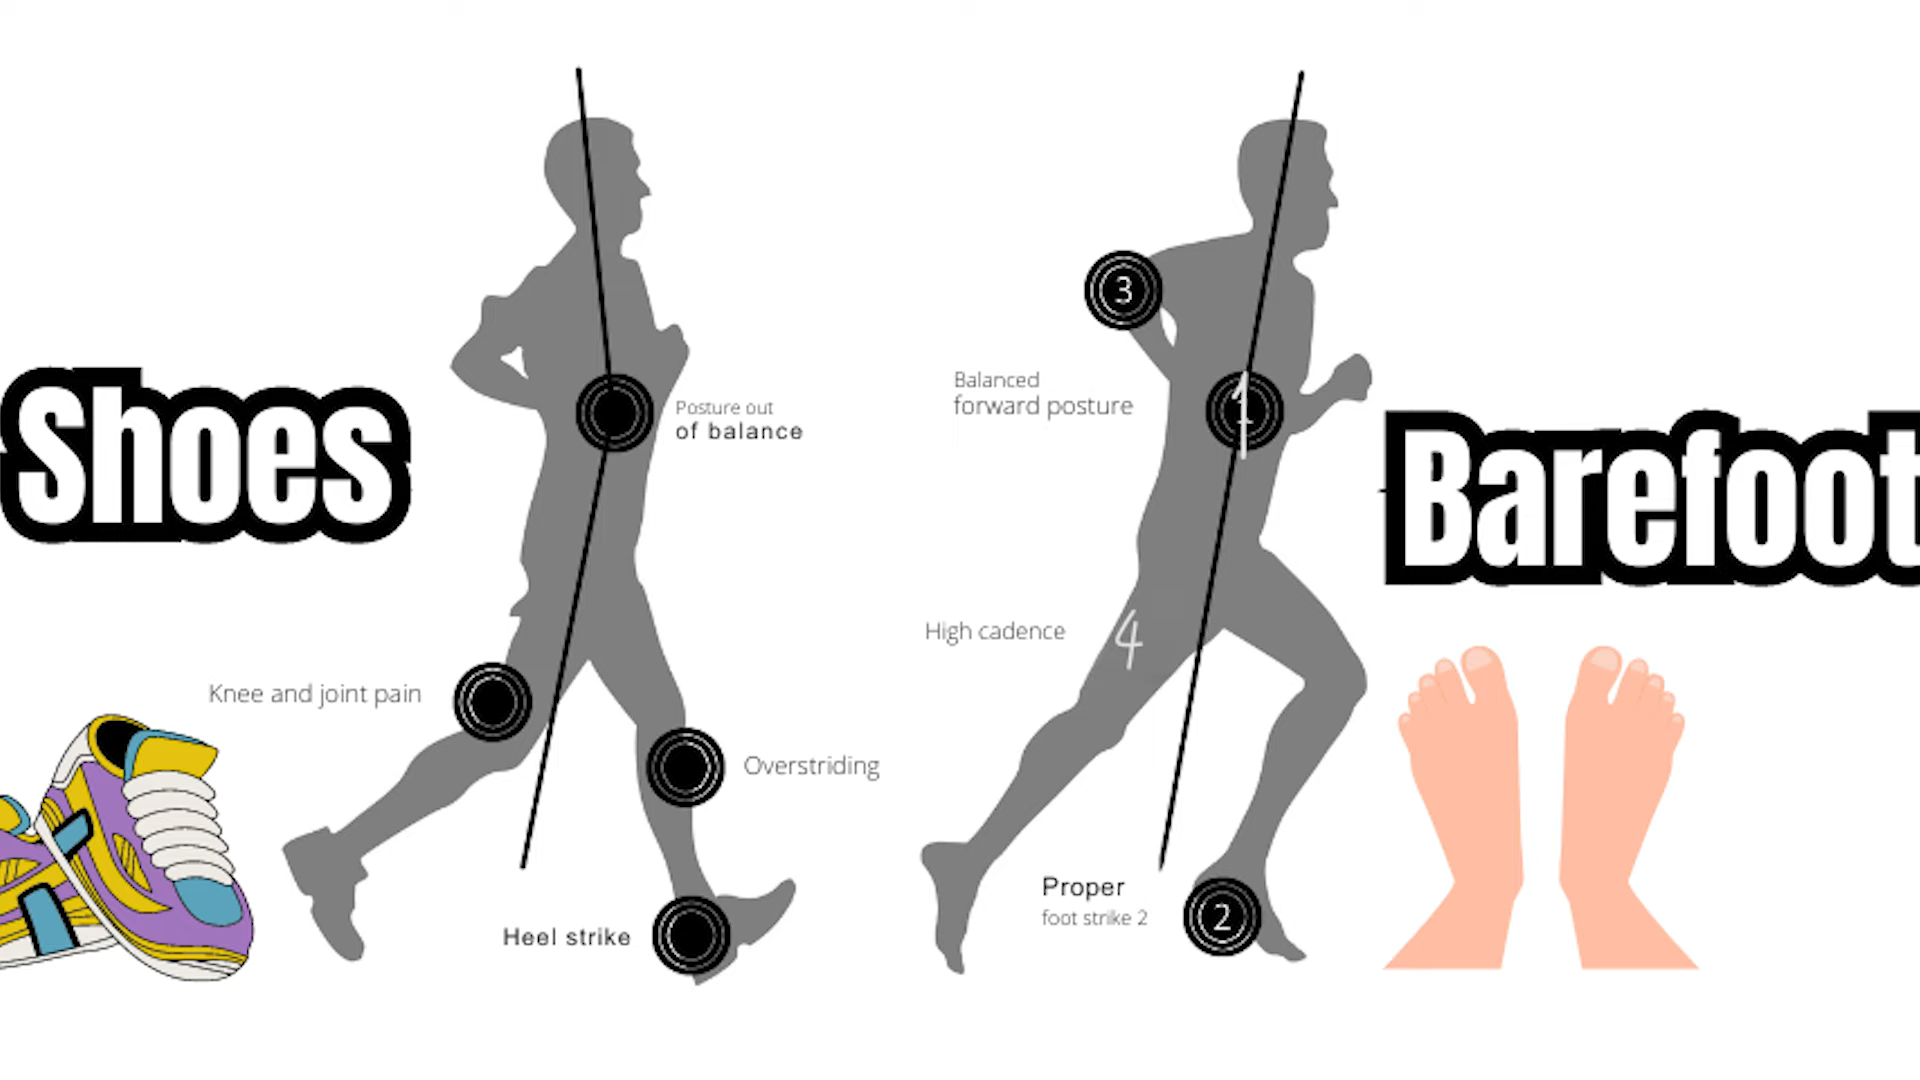 Shoes
Posture out
of balance
Knee and joint pain
Overstriding
Heel strike
3
Balanced
forward posture
1
High cadence
4
Proper
foot strike 2
2
Barefoot